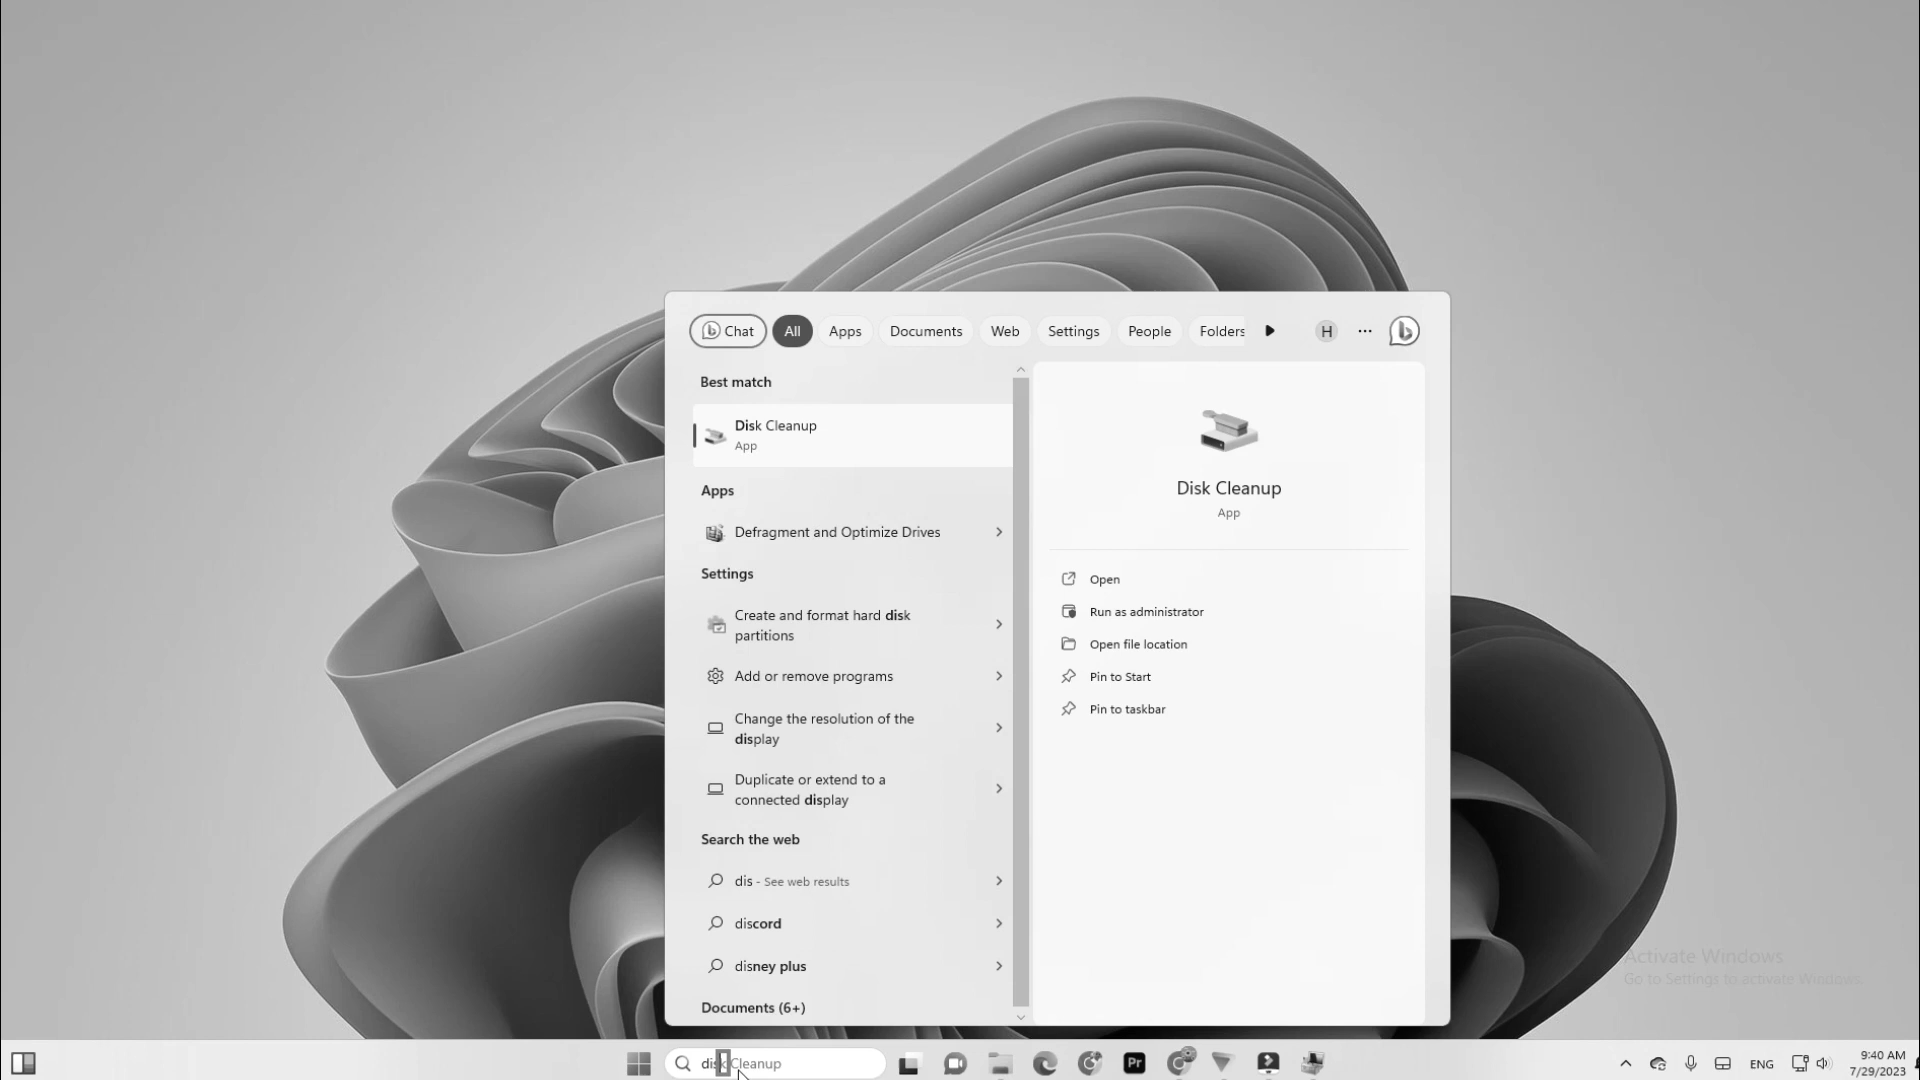 Chat
All
Apps
Documents
Web
Settings
People
Folders
H
Best match
Disk Cleanup
App
Apps
Defragment and Optimize Drives
Settings
Create and format hard disk
partitions
Add or remove programs
Change the resolution of the
display
Duplicate or extend to a
connected display
Search the web
dis - See web results
discord
disney plus
Documents (6+)
Disk Cleanup
App
Open
Run as administrator
Open file location
Pin to Start
Pin to taskbar
Activate Windows
Go to Settings to activate Windows.
disk Cleanup
Pr
ENG
9:40 AM
7/29/2023